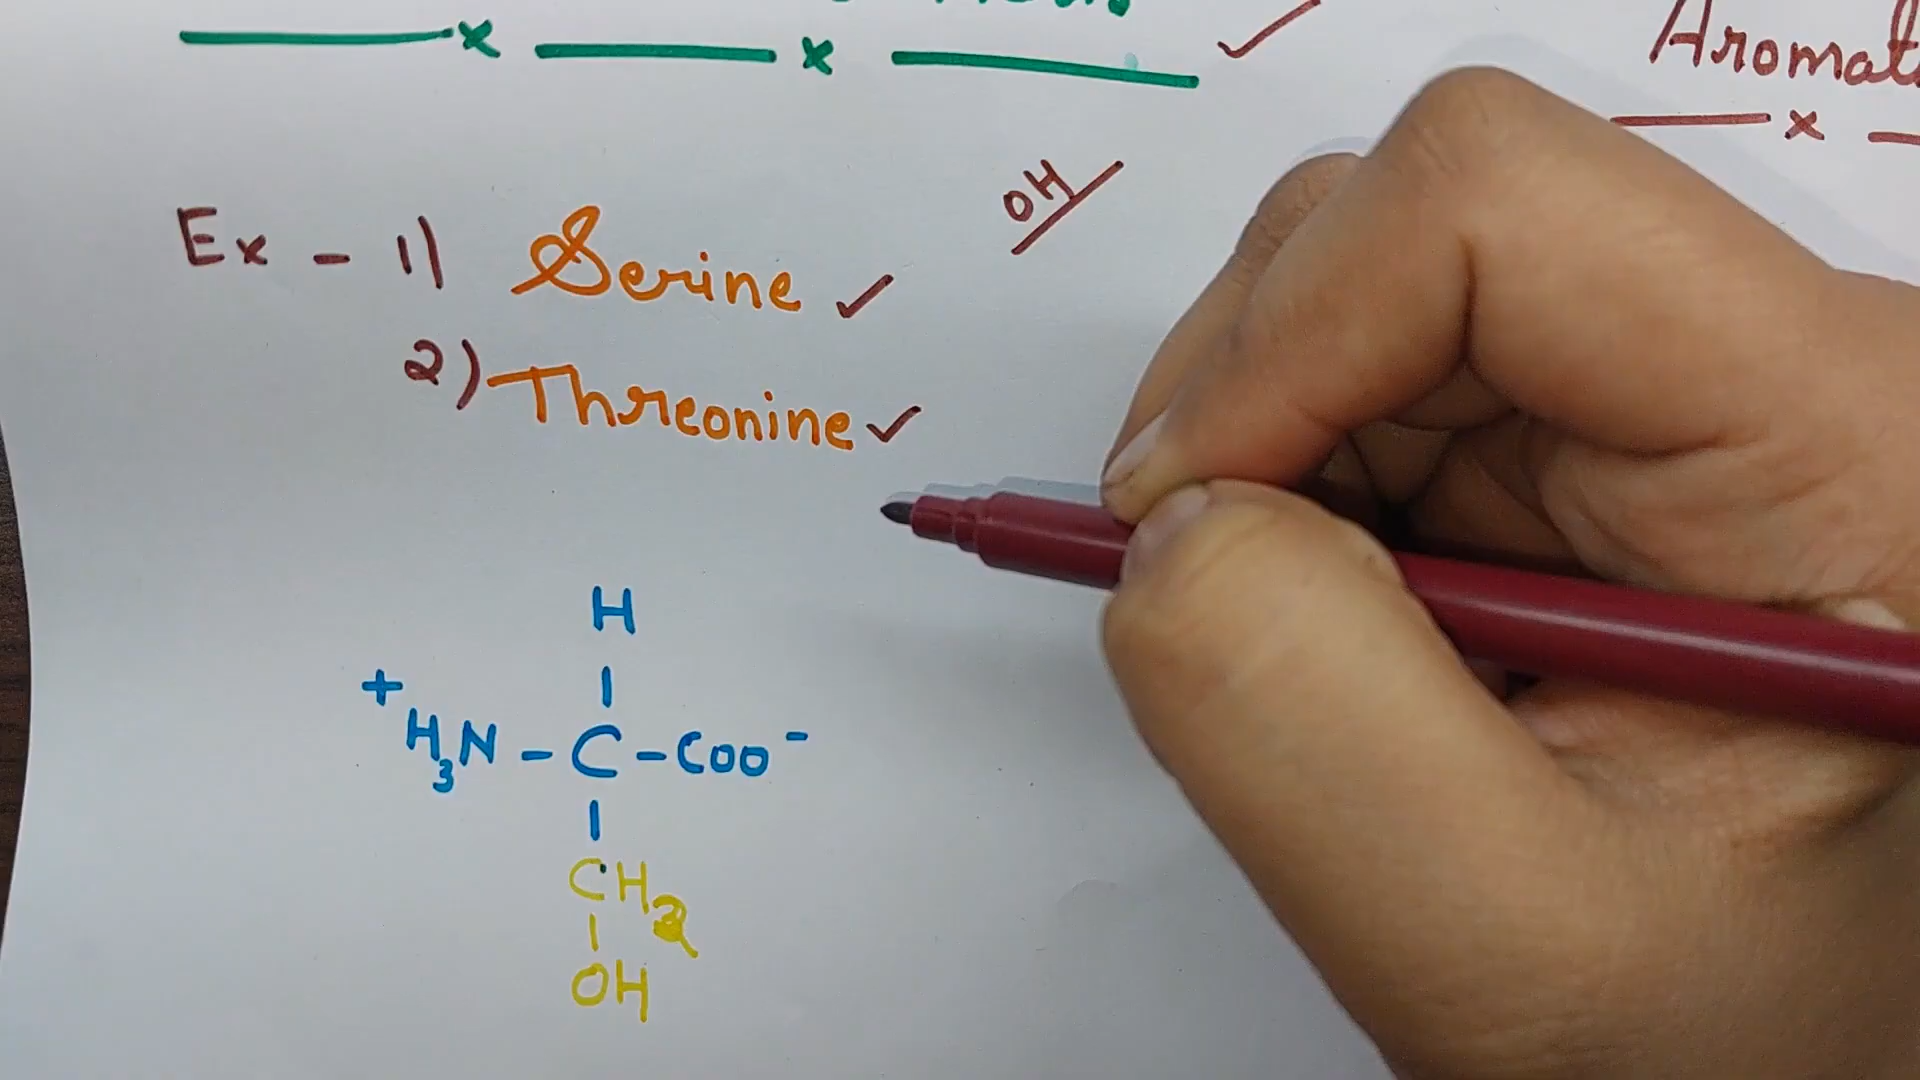 Aromat
OH
Ex - 1) Serine ✓
2) Threonine ✓
H
+H3N - C - COO-
CH2
OH